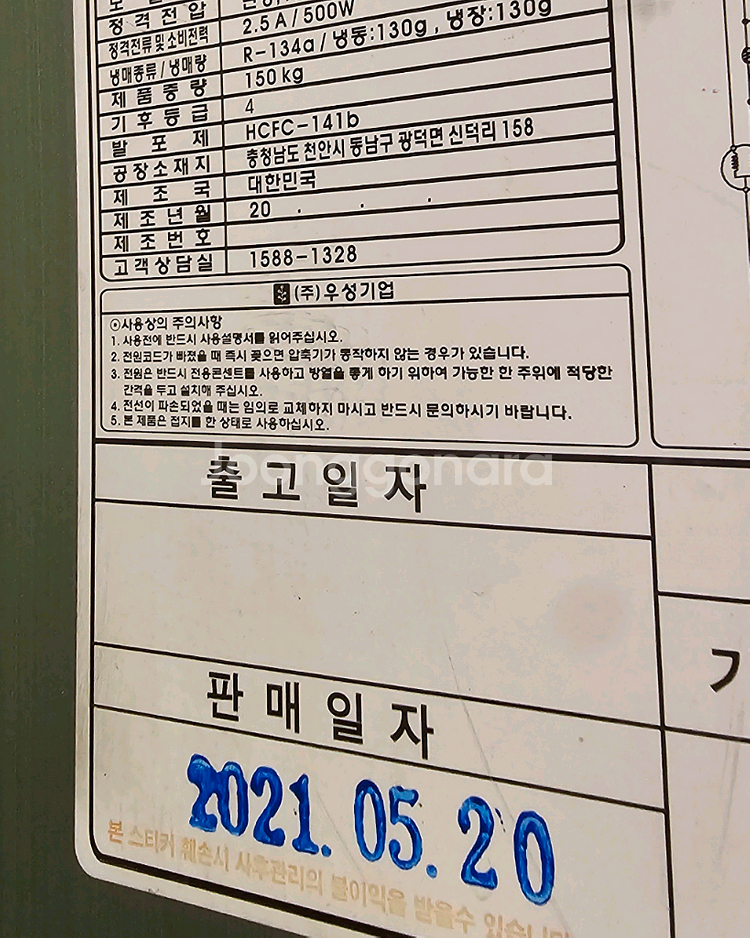 정격전압
정격전류 및 소비전력 2.5A/500W
냉매종류/냉매량 R-134a/냉동:130g, 냉장:130g
제품중량 150kg
기후등급 4
발포제 HCFC-141b
공장소재지 충청남도 천안시 동남구 광덕면 신덕리 158
제조국 대한민국
제조년월 20 . . .
제조번호
고객상담실 1588-1328
(주)우성기업
⊙사용상의 주의사항
1. 사용전에 반드시 사용설명서를 읽어주십시오.
2. 전원코드가 빠졌을 때 즉시 꽂으면 압축기가 동작하지 않는 경우가 있습니다.
3. 전원은 반드시 전용콘센트를 사용하고 방열을 좋게 하기 위하여 가능한 한 주위에 적당한
간격을 두고 설치해 주십시오.
4. 전선이 파손되었을 때는 임의로 교체하지 마시고 반드시 문의하시기 바랍니다.
5. 본 제품은 접지를 한 상태로 사용하십시오.
joonggonara
출고일자
판매일자
2021. 05. 20
본 스티커 훼손시 사후관리의 불이익을 받을수 있습니다